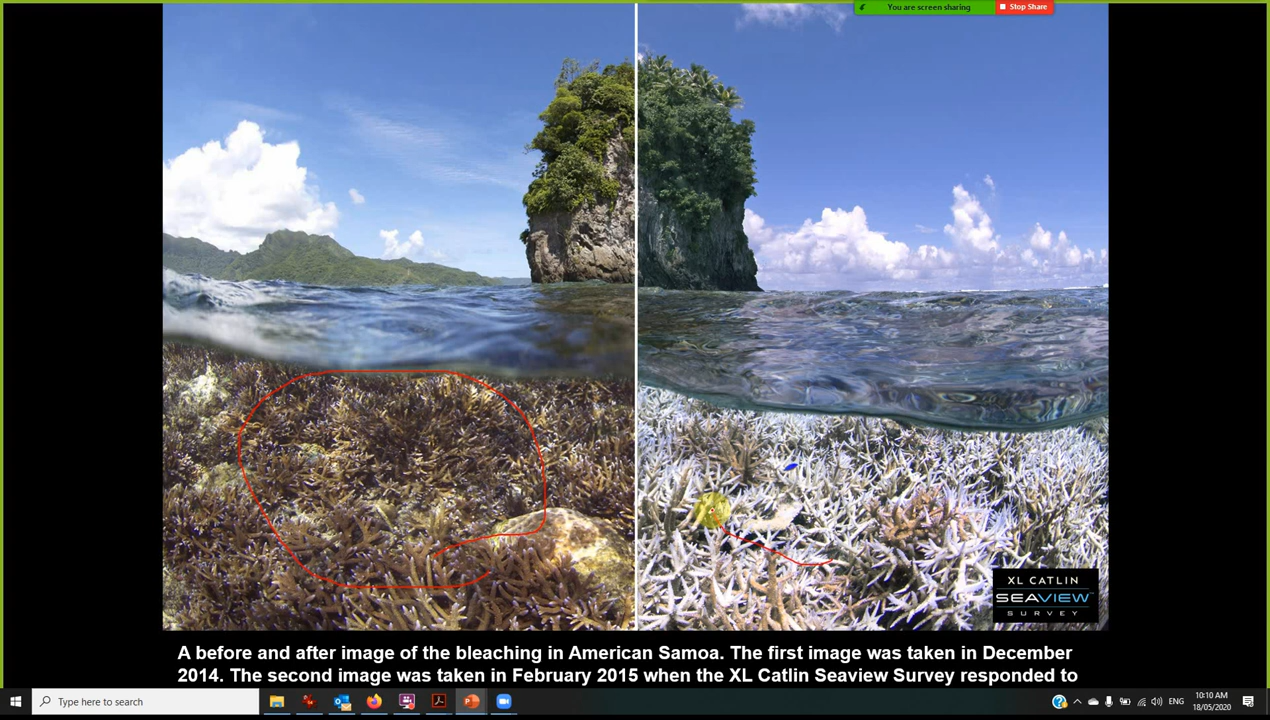 You are screen sharing
Stop Share
XL CATLIN
SEAVIEW
SURVEY
A before and after image of the bleaching in American Samoa. The first image was taken in December
2014. The second image was taken in February 2015 when the XL Catlin Seaview Survey responded to
Type here to search
ENG
10:10 AM
18/05/2020